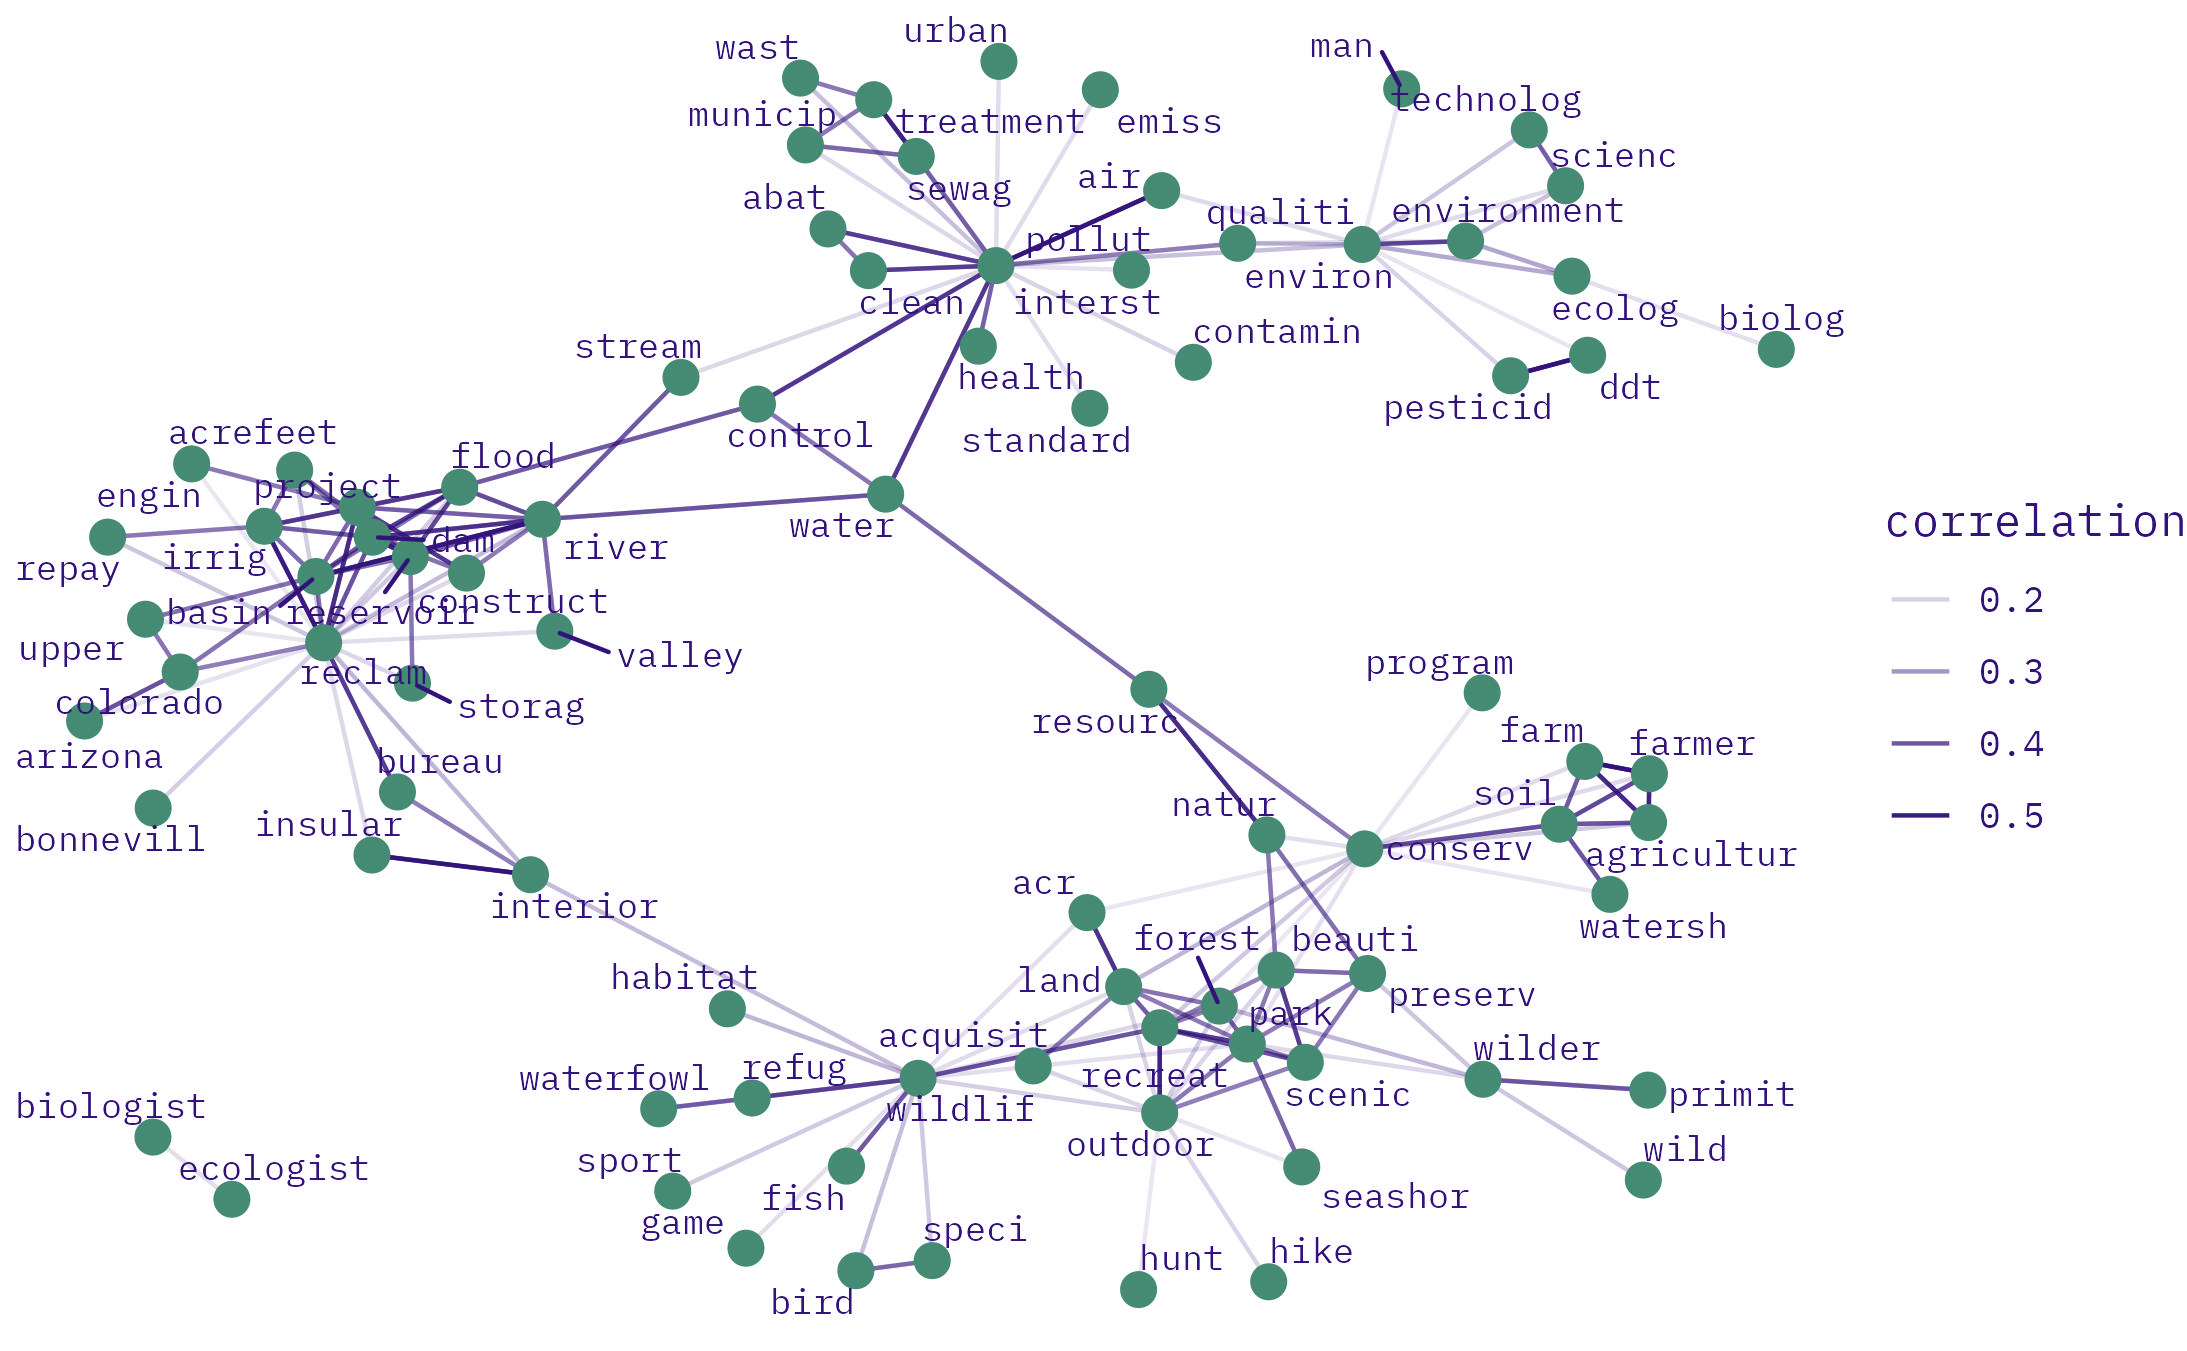 urban
wast
man
municip
treatment
emiss
technolog
scienc
air
sewag
abat
qualiti
environment
pollut
environ
clean
interst
ecolog
biolog
contamin
stream
health
pesticid
ddt
control
standard
acrefeet
flood
project
engin
water
river
dam
irrig
repay
construct
basin
reservoir
upper
valley
reclam
colorado
storag
arizona
bureau
insular
bonnevill
interior
resourc
program
farm
farmer
soil
natur
conserv
agricultur
acr
forest
beauti
watersh
habitat
land
preserv
park
acquisit
wilder
refug
waterfowl
recreat
scenic
primit
wildlif
outdoor
wild
sport
fish
seashor
game
speci
hunt
hike
bird
biologist
ecologist
correlation
0.2
0.3
0.4
0.5